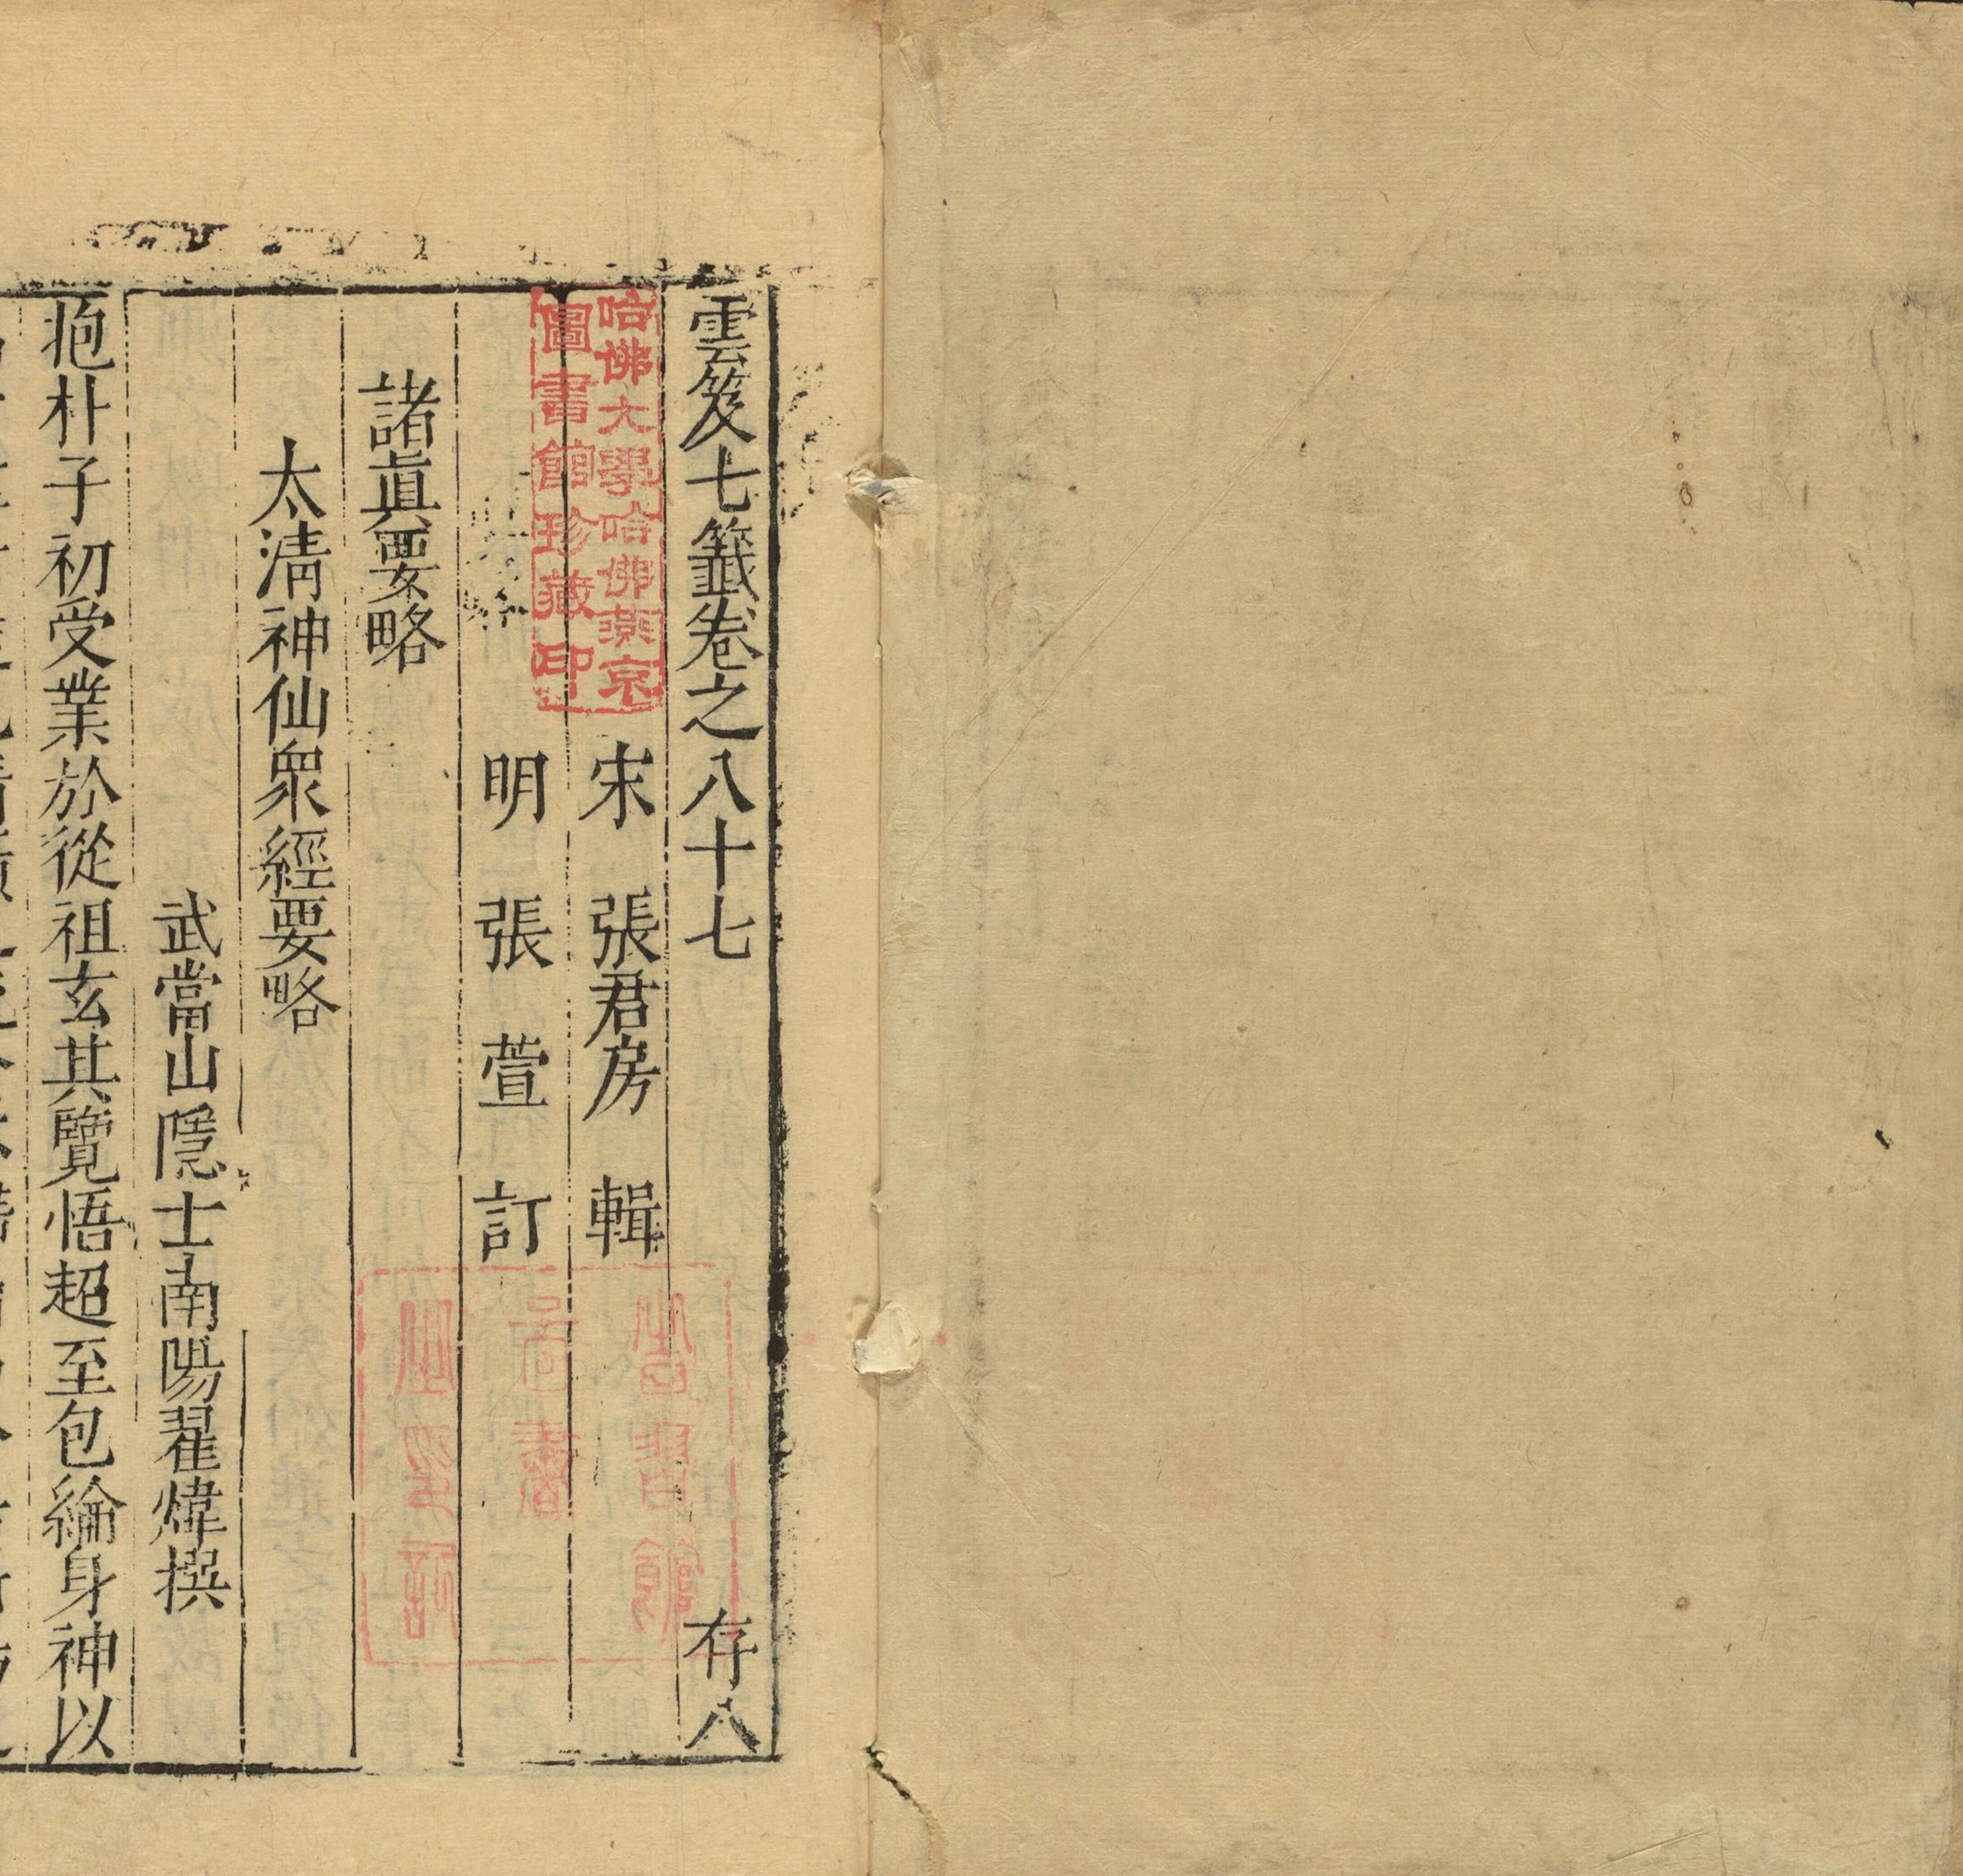 雲笈七籤卷之八十七 存八
宋 張君房 輯
明 張萱 訂
諸眞要略
太淸神仙衆經要略
武當山隱士南陽翟煒撰
抱朴子初受業於從祖玄其覽悟超至包綸身神以
哈佛大學哈佛燕京
圖書館珍藏印